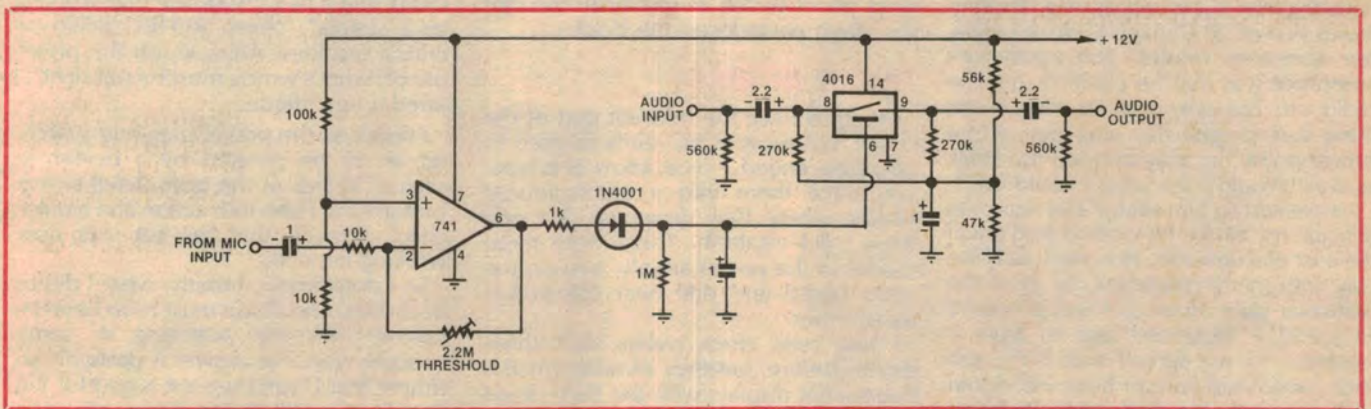 +12V
4016
14
AUDIO
INPUT
2.2
- +
8
9
6
7
56k
2.2
+ -
AUDIO
OUTPUT
560k
270k
270k
560k
100k
3
+
7
741
6
1k
1N4001
FROM MIC
INPUT
1
- +
10k
2
-
4
10k
1M
+
1
+
1
-
47k
2.2M
THRESHOLD